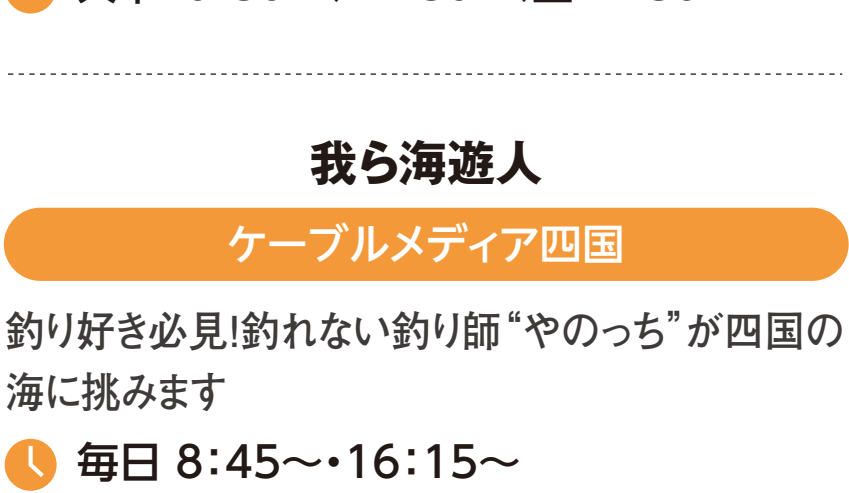 我ら海遊人
ケーブルメディア四国
釣り好き必見!釣れない釣り師“やのっち”が四国の
海に挑みます
毎日 8:45〜・16:15〜